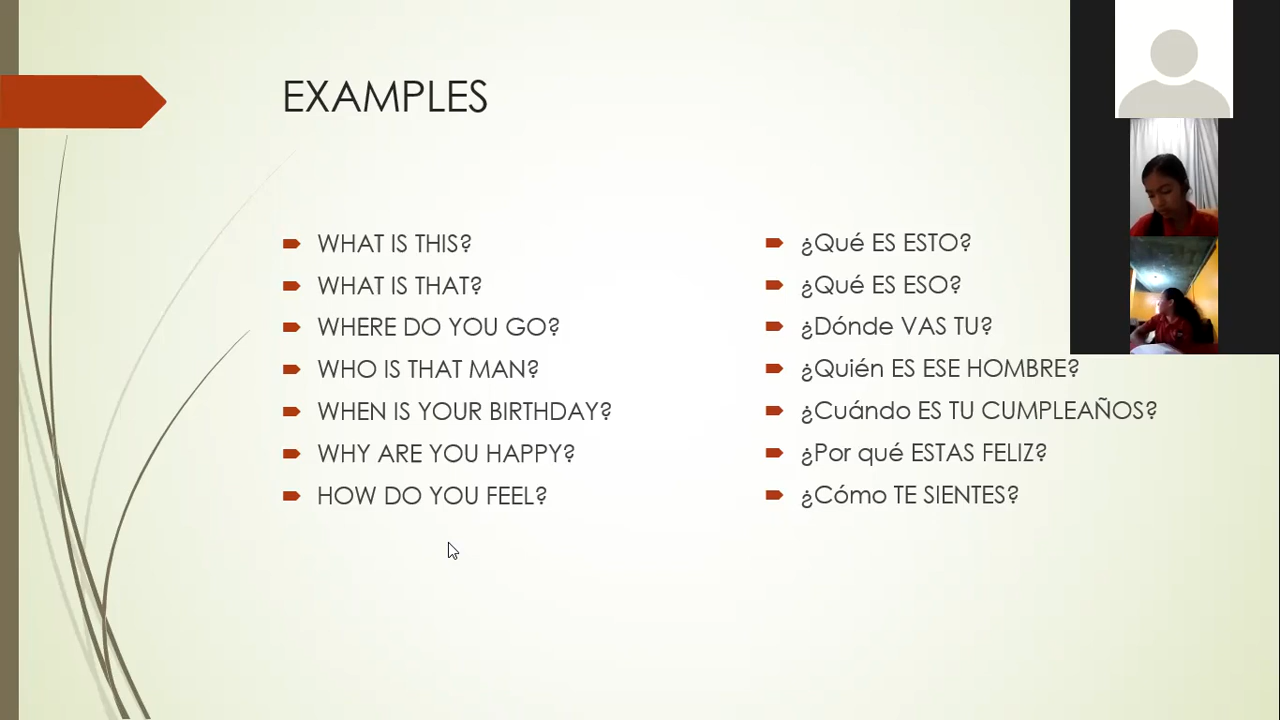 EXAMPLES
WHAT IS THIS?
WHAT IS THAT?
WHERE DO YOU GO?
WHO IS THAT MAN?
WHEN IS YOUR BIRTHDAY?
WHY ARE YOU HAPPY?
HOW DO YOU FEEL?
¿Qué ES ESTO?
¿Qué ES ESO?
¿Dónde VAS TU?
¿Quién ES ESE HOMBRE?
¿Cuándo ES TU CUMPLEAÑOS?
¿Por qué ESTAS FELIZ?
¿Cómo TE SIENTES?